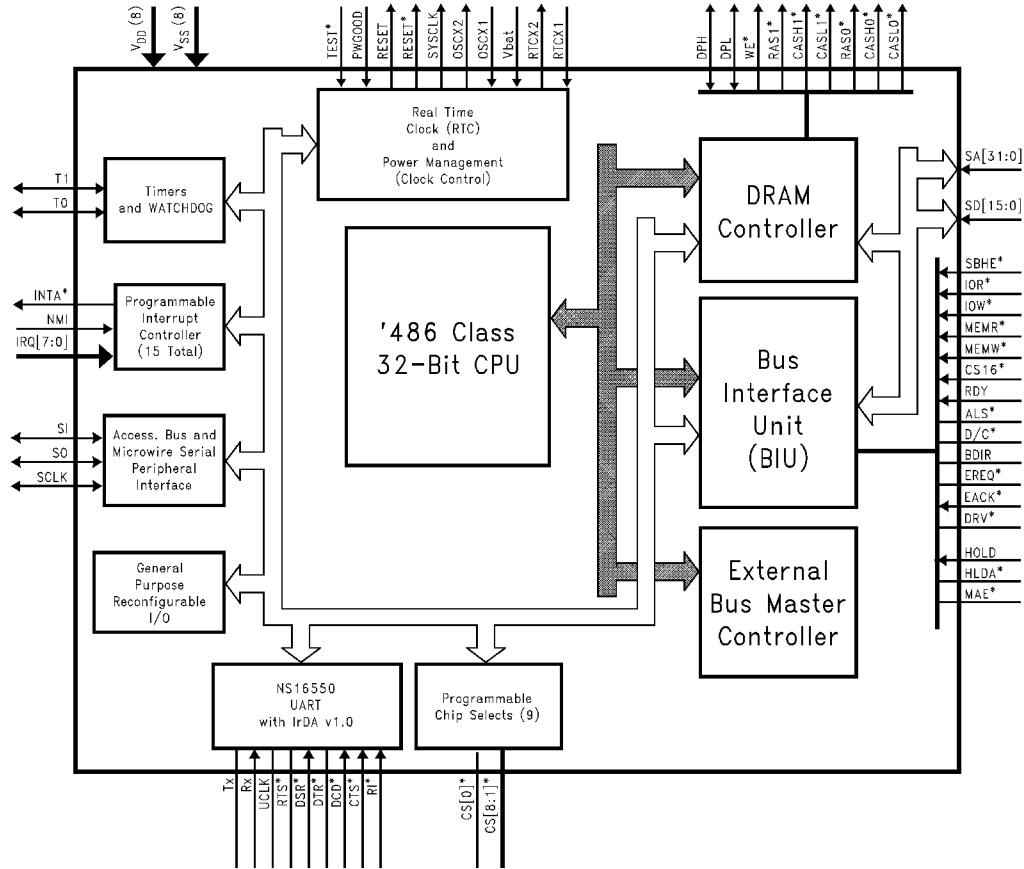 VDD (8)
VSS (8)
TEST*
PWGOOD
RESET
RESET*
SYSCLK
OSCX2
OSCX1
Vbat
RTCX2
RTCX1
DPH
DPL
WE*
RAS1*
CASH1*
CASL1*
RAS0*
CASH0*
CASL0*
Real Time
Clock (RTC)
and
Power Management
(Clock Control)
T1
T0
Timers
and WATCHDOG
DRAM
Controller
SA[31:0]
SD[15:0]
INTA*
NMI
IRQ[7:0]
Programmable
Interrupt
Controller
(15 Total)
'486 Class
32-Bit CPU
Bus
Interface
Unit
(BIU)
SBHE*
IOR*
IOW*
MEMR*
MEMW*
CS16*
RDY
ALS*
D/C*
BDIR
EREQ*
EACK*
DRV*
HOLD
HLDA*
MAE*
SI
SO
SCLK
Access. Bus and
Microwire Serial
Peripheral
Interface
General
Purpose
Reconfigurable
I/O
External
Bus Master
Controller
NS16550
UART
with IrDA v1.0
Programmable
Chip Selects (9)
Tx
Rx
UCLK
RTS*
DSR*
DTR*
DCD*
CTS*
RI*
CS[0]*
CS[8:1]*